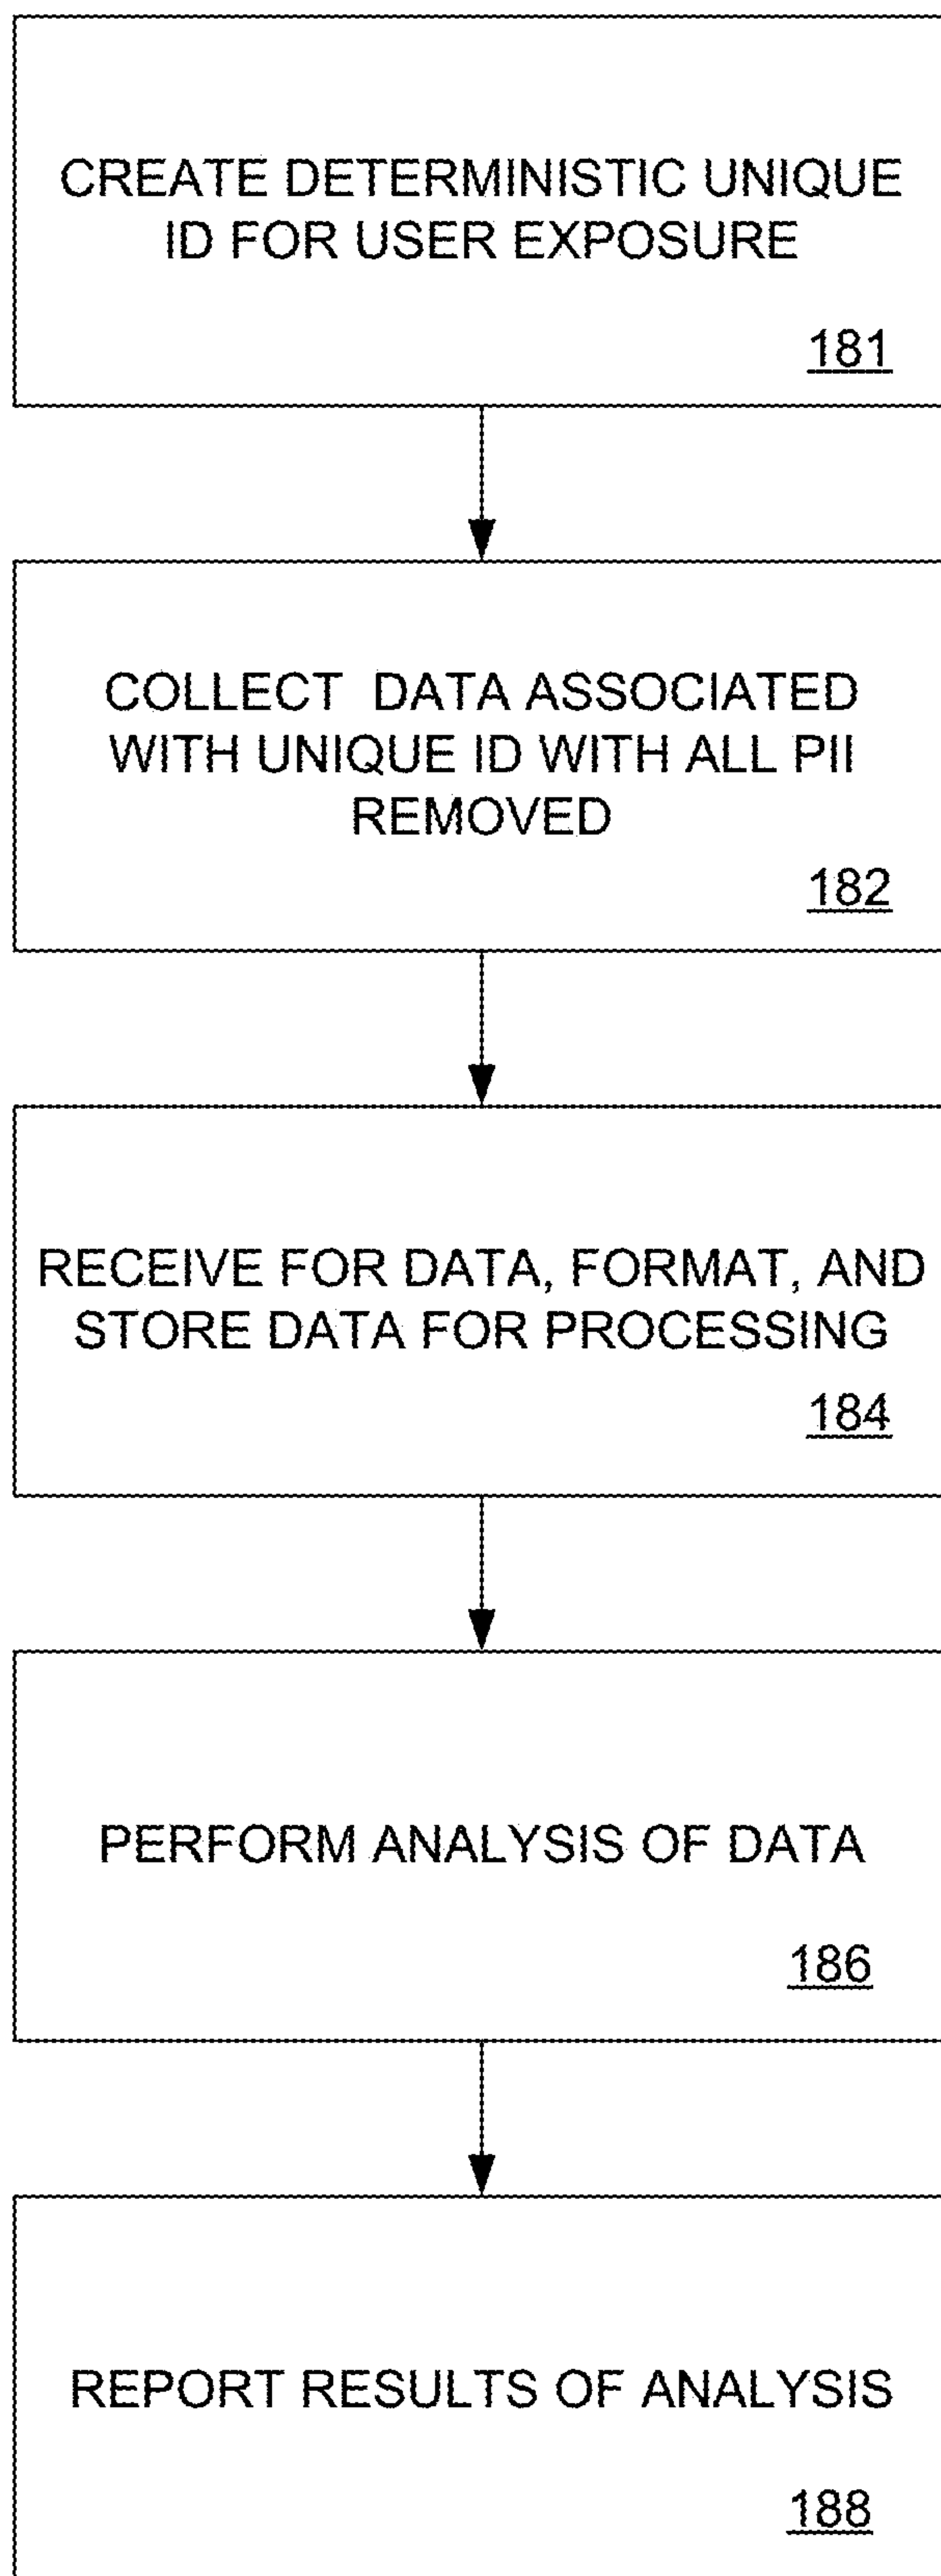 CREATE DETERMINISTIC UNIQUE
ID FOR USER EXPOSURE
181
COLLECT DATA ASSOCIATED
WITH UNIQUE ID WITH ALL PII
REMOVED
182
RECEIVE FOR DATA, FORMAT, AND
STORE DATA FOR PROCESSING
184
PERFORM ANALYSIS OF DATA
186
REPORT RESULTS OF ANALYSIS
188